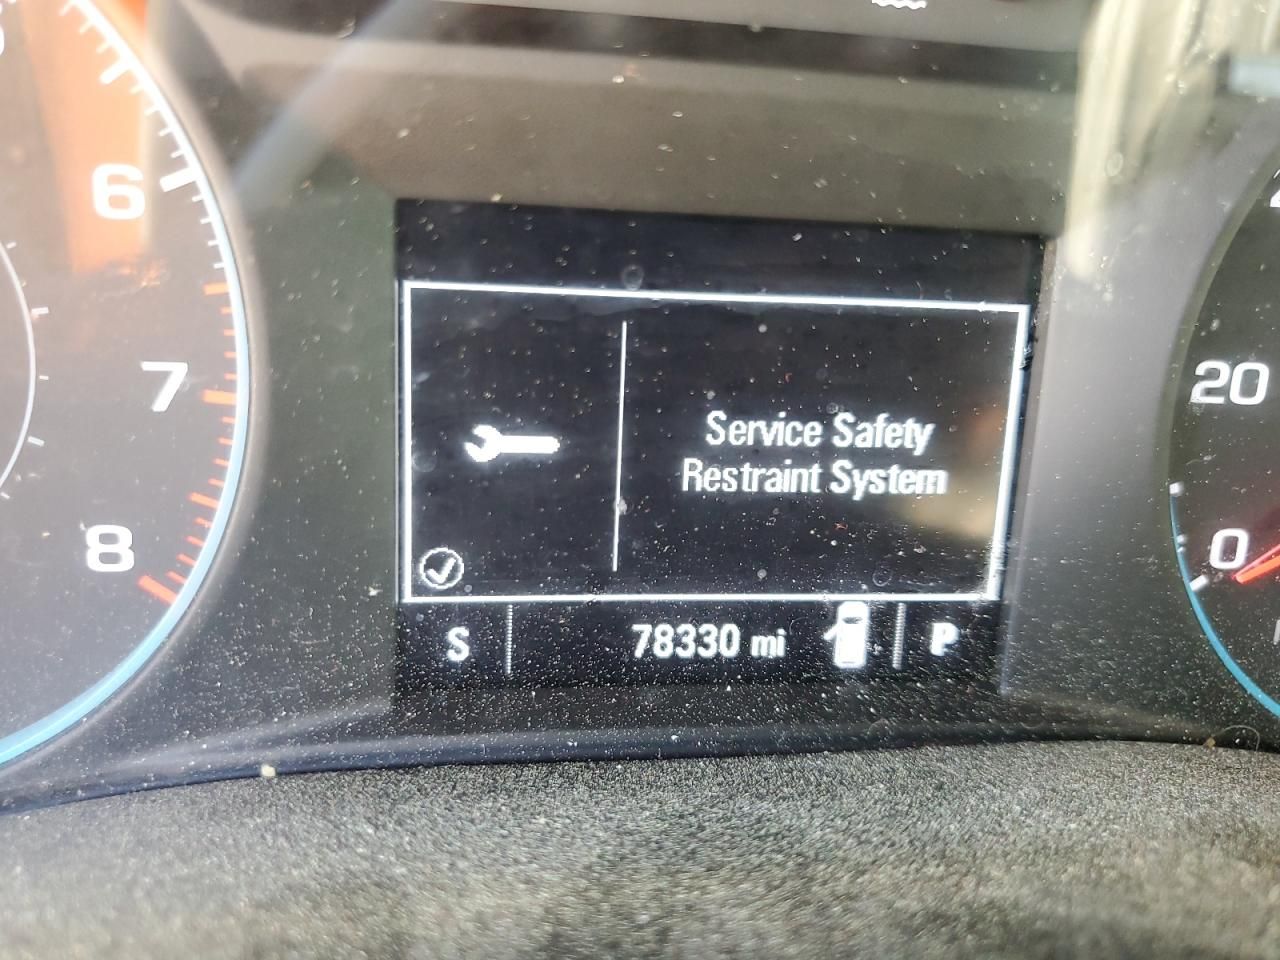 6
7
8
Service Safety
Restraint System
S 78330 mi P
20
0